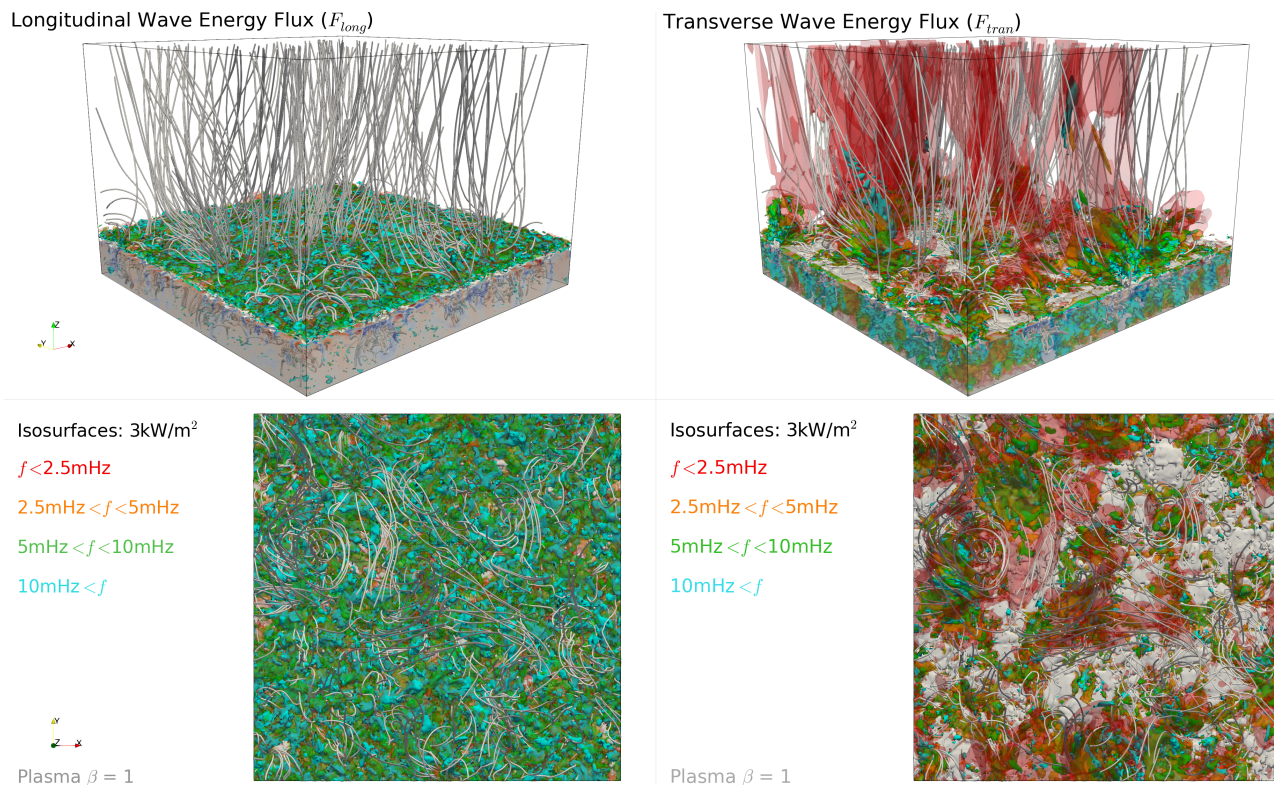 Longitudinal Wave Energy Flux (F_long)
Transverse Wave Energy Flux (F_tran)
Z
Y
X
Isosurfaces: 3kW/m²
f<2.5mHz
2.5mHz<f<5mHz
5mHz<f<10mHz
10mHz<f
Y
Z
X
Plasma β = 1
Isosurfaces: 3kW/m²
f<2.5mHz
2.5mHz<f<5mHz
5mHz<f<10mHz
10mHz<f
Plasma β = 1